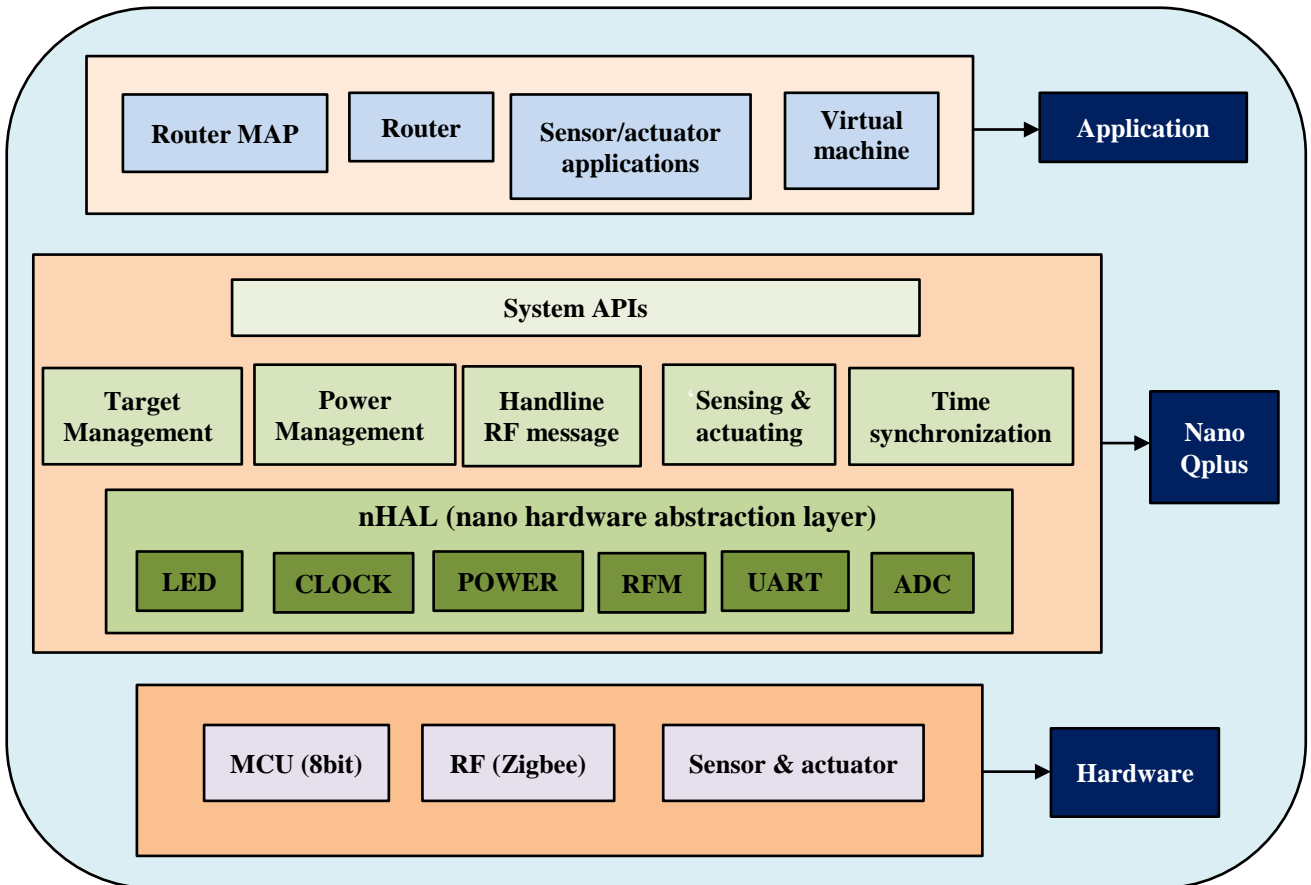 Router MAP
Router
Sensor/actuator
applications
Virtual
machine
Application
System APIs
Target
Management
Power
Management
Handline
RF message
‘Sensing &
actuating
Time
synchronization
Nano
Qplus
nHAL (nano hardware abstraction layer)
LED
CLOCK
POWER
RFM
UART
ADC
MCU (8bit)
RF (Zigbee)
Sensor & actuator
Hardware